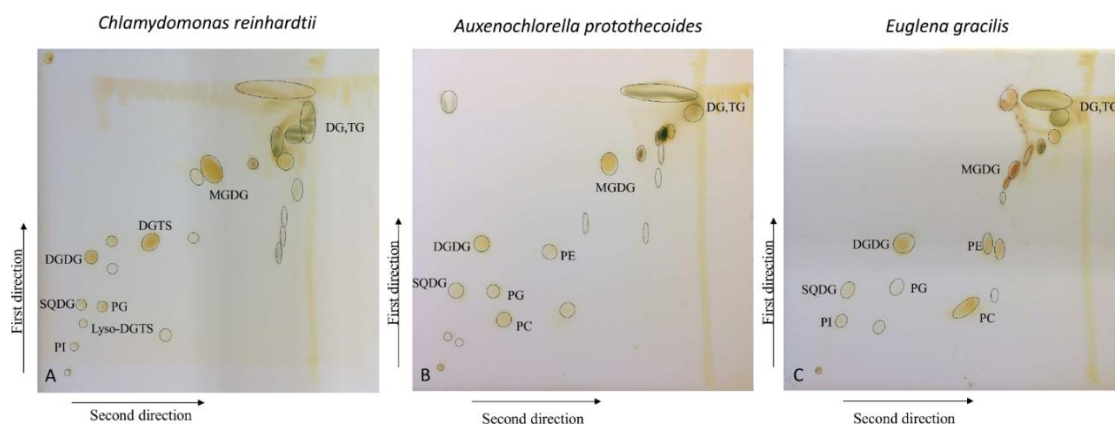 Chlamydomonas reinhardtii
Auxenochlorella protothecoides
Euglena gracilis
DG,TG
MGDG
DGTS
DGDG
SQDG
PG
Lyso-DGTS
PI
A
First direction
Second direction
DG,TG
MGDG
DGDG
PE
SQDG
PG
PC
B
First direction
Second direction
DG,TG
MGDG
DGDG
PE
SQDG
PG
PI
PC
C
First direction
Second direction